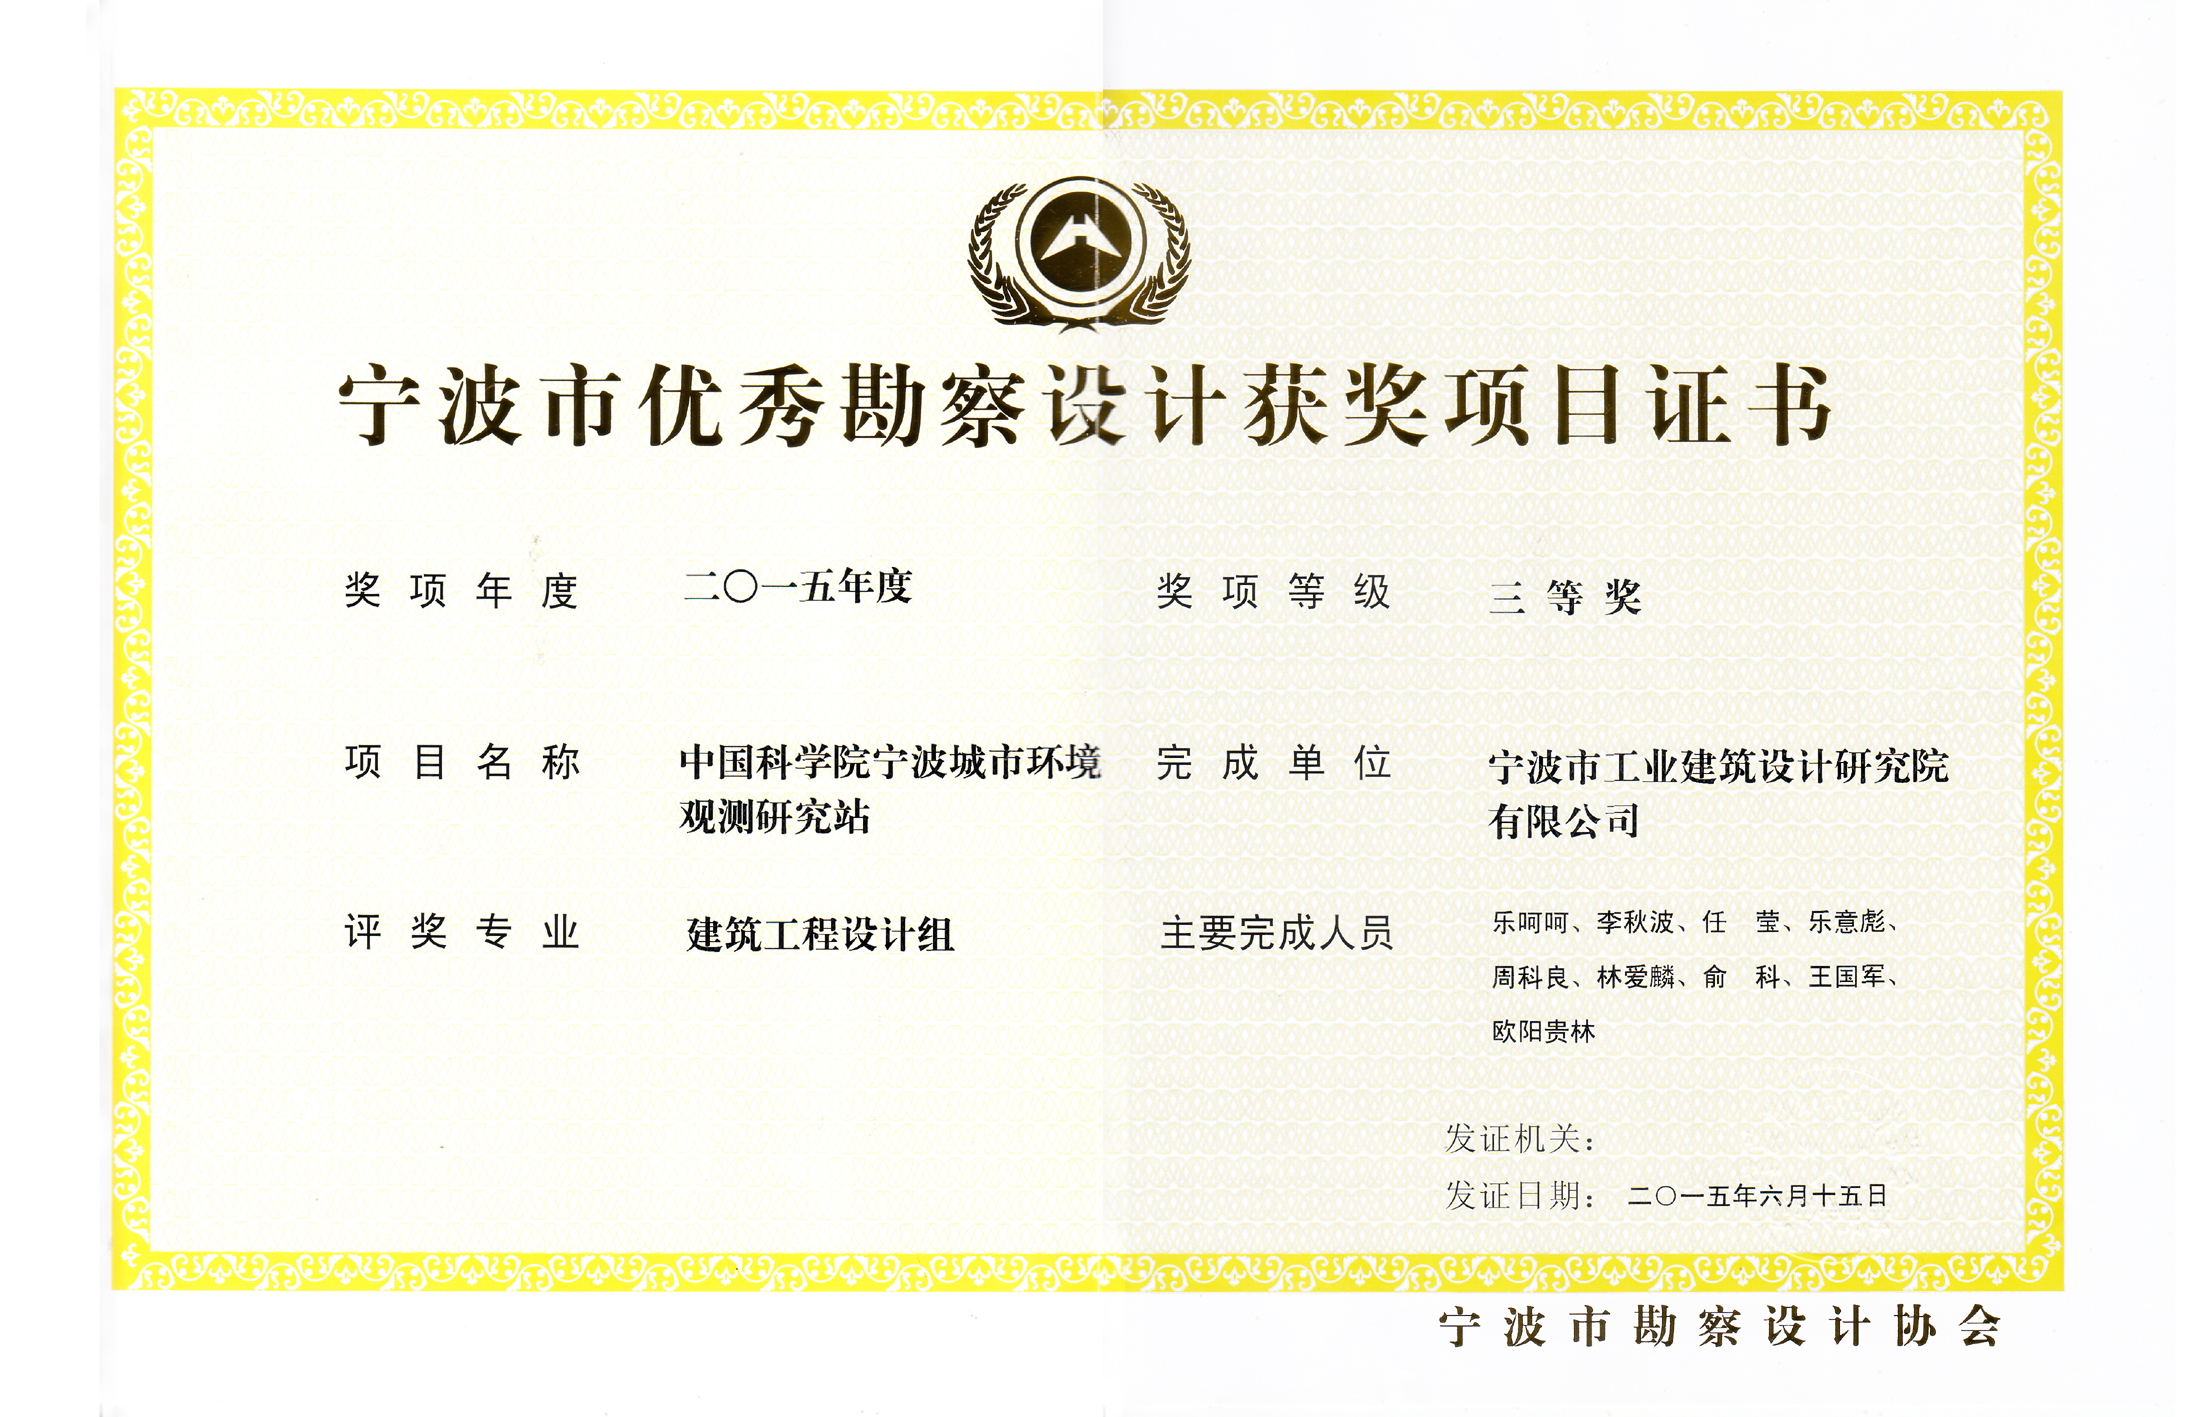 宁波市优秀勘察设计获奖项目证书
奖项年度 二〇一五年度 奖项等级 三等奖
项目名称 中国科学院宁波城市环境 完成单位 宁波市工业建筑设计研究院
观测研究站 有限公司
评奖专业 建筑工程设计组 主要完成人员 乐呵呵、李秋波、任　莹、乐意彪、
周科良、林爱麟、俞　科、王国军、
欧阳贵林
发证机关：
发证日期： 二〇一五年六月十五日
宁波市勘察设计协会